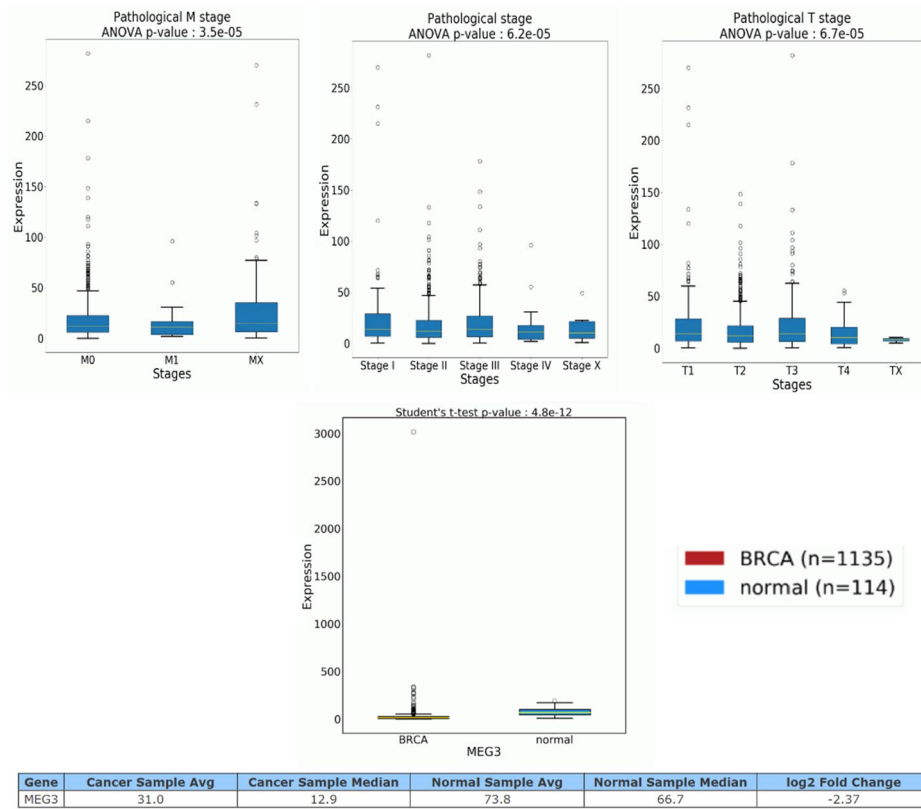 Pathological M stage
ANOVA p-value : 3.5e-05
250
200
150
100
50
0
Expression
M0 M1 MX
Stages
Pathological stage
ANOVA p-value : 6.2e-05
250
200
150
100
50
0
Expression
Stage I Stage II Stage III Stage IV Stage X
Stages
Pathological T stage
ANOVA p-value : 6.7e-05
250
200
150
100
50
0
Expression
T1 T2 T3 T4 TX
Stages
Student's t-test p-value : 4.8e-12
3000
2500
2000
1500
1000
500
0
Expression
BRCA normal
MEG3
BRCA (n=1135)
normal (n=114)
Gene Cancer Sample Avg Cancer Sample Median Normal Sample Avg Normal Sample Median log2 Fold Change
MEG3 31.0 12.9 73.8 66.7 -2.37